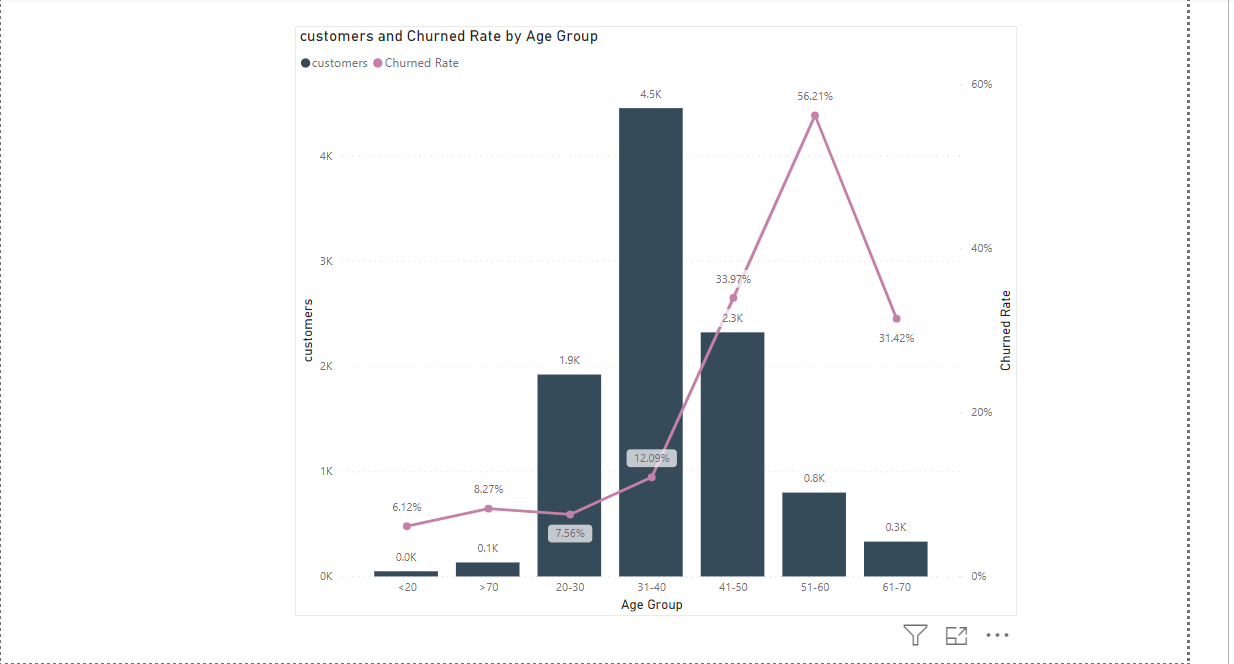 customers and Churned Rate by Age Group
customers Churned Rate
60%
56.21%
4.5K
4K
40%
3K
33.97%
2.3K
31.42%
customers
Churned Rate
1.9K
2K
20%
12.09%
1K
0.8K
8.27%
6.12%
7.56%
0.3K
0.1K
0.0K
0K
0%
<20 >70 20-30 31-40 41-50 51-60 61-70
Age Group